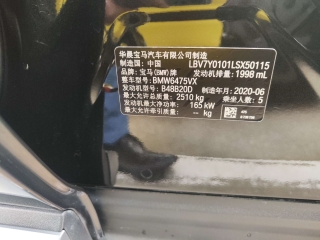 华晨宝马汽车有限公司制造
制造国：中国 LBV7Y0101LSX50115
品牌：宝马(BMW)牌 发动机排量：1998 mL
整车型号：BMW6475VX
发动机型号：B48B20D 制造年月：2020-06
最大允许总质量：2510 kg 乘坐人数：5
发动机最大净功率：165 kW
最大允许牵引质量：- kg